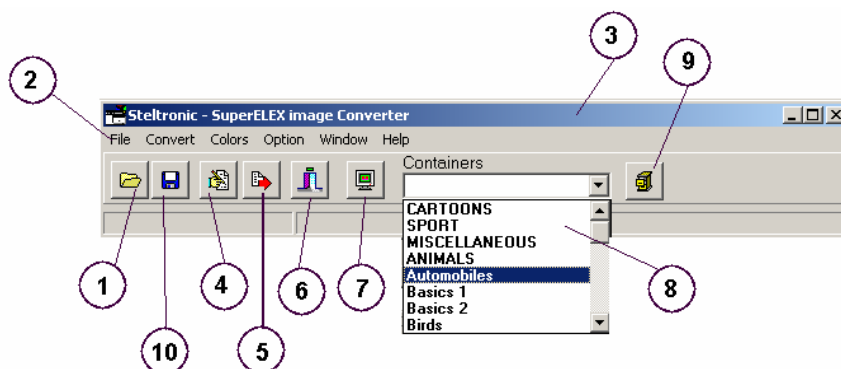 3
9
2
Steltronic - SuperELEX image Converter
File Convert Colors Option Window Help
Containers
CARTOONS
SPORT
MISCELLANEOUS
ANIMALS
Automobiles
Basics 1
Basics 2
Birds
1
4
6
7
8
10
5